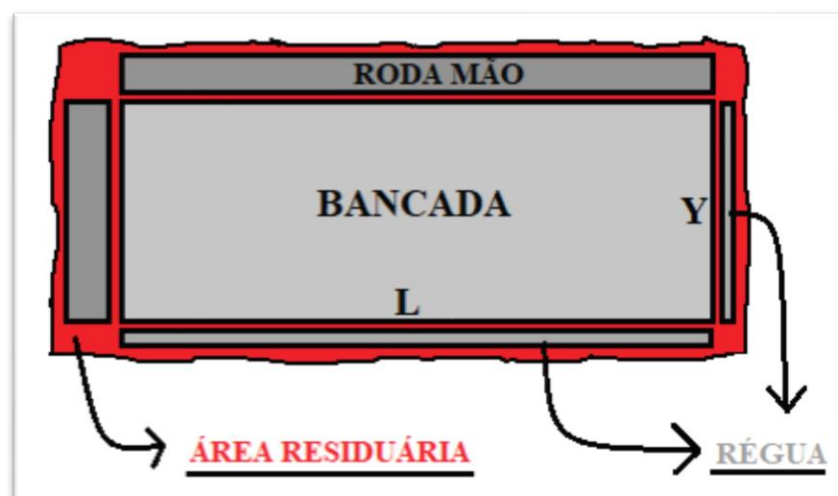 RODA MÃO
BANCADA
Y
L
ÁREA RESIDUÁRIA
RÉGUA